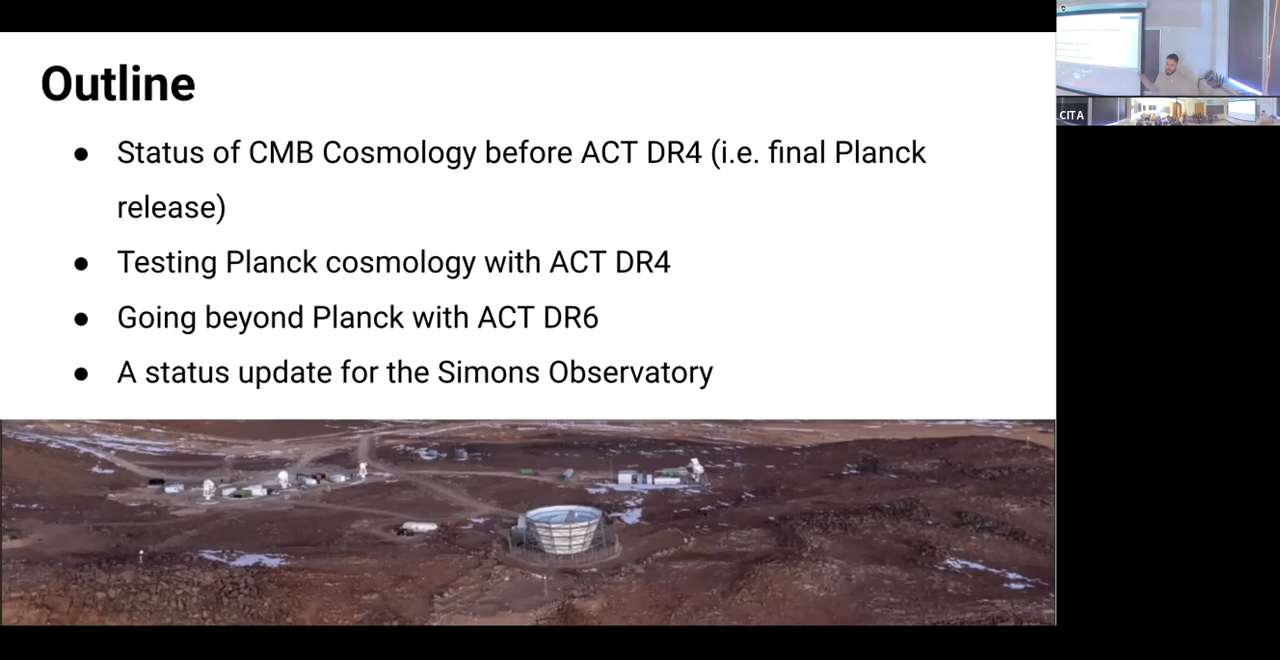 Outline
● Status of CMB Cosmology before ACT DR4 (i.e. final Planck
release)
● Testing Planck cosmology with ACT DR4
● Going beyond Planck with ACT DR6
● A status update for the Simons Observatory
CITA